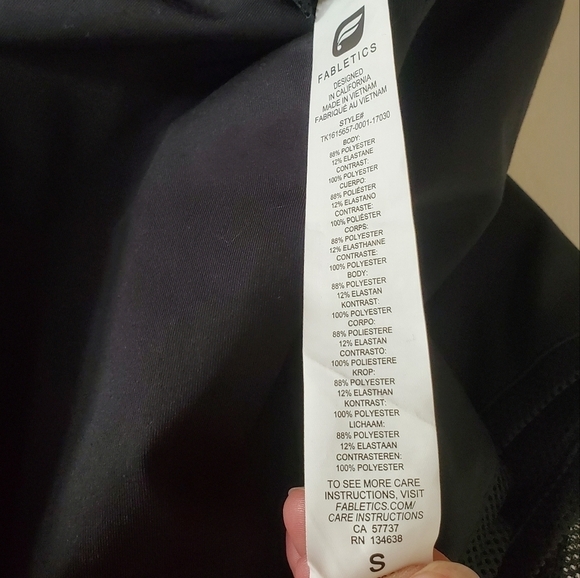 FABLETICS
DESIGNED
IN CALIFORNIA
MADE IN VIETNAM
FABRIQUÉ AU VIETNAM
STYLE#
TK1615657-0001-17030
BODY:
88% POLYESTER
12% ELASTANE
CONTRAST:
100% POLYESTER
CUERPO:
88% POLIÉSTER
12% ELASTANO
CONTRASTE:
100% POLIÉSTER
CORPS:
88% POLYESTER
12% ELASTHANNE
CONTRASTE:
100% POLYESTER
BODY:
88% POLYESTER
12% ELASTAN
KONTRAST:
100% POLYESTER
CORPO:
88% POLIESTERE
12% ELASTAN
CONTRASTO:
100% POLIESTERE
KROP:
88% POLYESTER
12% ELASTHAN
KONTRAST:
100% POLYESTER
LICHAAM:
88% POLYESTER
12% ELASTAAN
CONTRASTEREN:
100% POLYESTER
TO SEE MORE CARE
INSTRUCTIONS, VISIT
FABLETICS.COM/
CARE INSTRUCTIONS
CA 57737
RN 134638
S